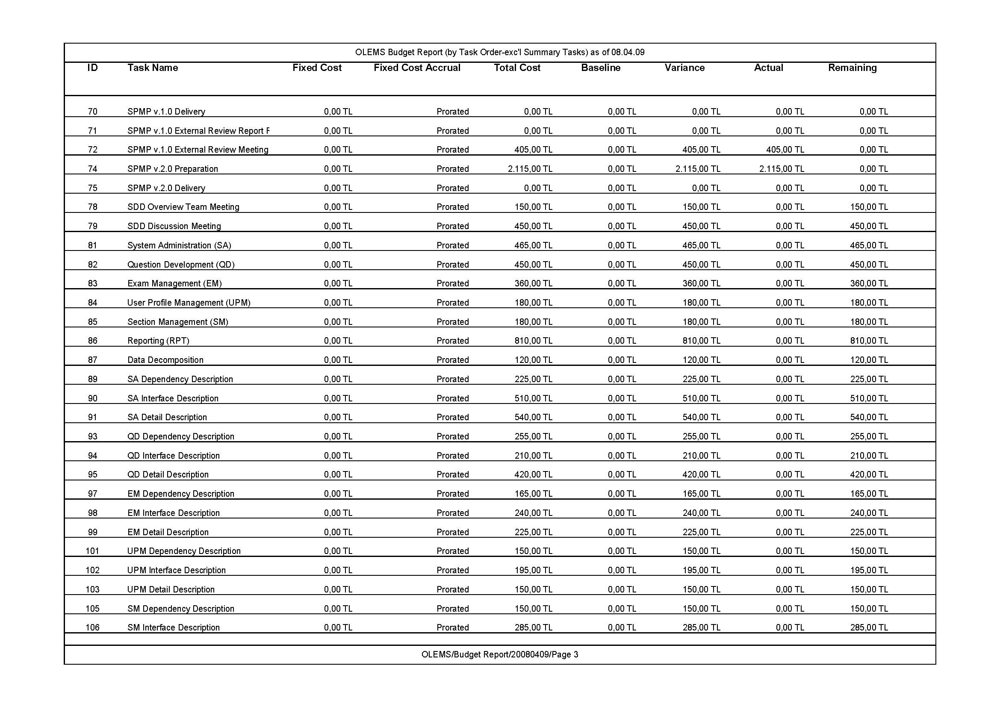 OLEMS Budget Report (by Task Order-exc'l Summary Tasks) as of 08.04.09
ID Task Name Fixed Cost Fixed Cost Accrual Total Cost Baseline Variance Actual Remaining
70 SPMP v.1.0 Delivery 0,00 TL Prorated 0,00 TL 0,00 TL 0,00 TL 0,00 TL 0,00 TL
71 SPMP v.1.0 External Review Report 0,00 TL Prorated 0,00 TL 0,00 TL 0,00 TL 0,00 TL 0,00 TL
72 SPMP v.1.0 External Review Meeting 0,00 TL Prorated 405,00 TL 0,00 TL 405,00 TL 405,00 TL 0,00 TL
74 SPMP v.2.0 Preparation 0,00 TL Prorated 2.115,00 TL 0,00 TL 2.115,00 TL 2.115,00 TL 0,00 TL
75 SPMP v.2.0 Delivery 0,00 TL Prorated 0,00 TL 0,00 TL 0,00 TL 0,00 TL 0,00 TL
78 SDD Overview Team Meeting 0,00 TL Prorated 150,00 TL 0,00 TL 150,00 TL 0,00 TL 150,00 TL
79 SDD Discussion Meeting 0,00 TL Prorated 450,00 TL 0,00 TL 450,00 TL 0,00 TL 450,00 TL
81 System Administration (SA) 0,00 TL Prorated 465,00 TL 0,00 TL 465,00 TL 0,00 TL 465,00 TL
82 Question Development (QD) 0,00 TL Prorated 450,00 TL 0,00 TL 450,00 TL 0,00 TL 450,00 TL
83 Exam Management (EM) 0,00 TL Prorated 360,00 TL 0,00 TL 360,00 TL 0,00 TL 360,00 TL
84 User Profile Management (UPM) 0,00 TL Prorated 180,00 TL 0,00 TL 180,00 TL 0,00 TL 180,00 TL
85 Section Management (SM) 0,00 TL Prorated 180,00 TL 0,00 TL 180,00 TL 0,00 TL 180,00 TL
86 Reporting (RPT) 0,00 TL Prorated 810,00 TL 0,00 TL 810,00 TL 0,00 TL 810,00 TL
87 Data Decomposition 0,00 TL Prorated 120,00 TL 0,00 TL 120,00 TL 0,00 TL 120,00 TL
89 SA Dependency Description 0,00 TL Prorated 225,00 TL 0,00 TL 225,00 TL 0,00 TL 225,00 TL
90 SA Interface Description 0,00 TL Prorated 510,00 TL 0,00 TL 510,00 TL 0,00 TL 510,00 TL
91 SA Detail Description 0,00 TL Prorated 540,00 TL 0,00 TL 540,00 TL 0,00 TL 540,00 TL
93 QD Dependency Description 0,00 TL Prorated 255,00 TL 0,00 TL 255,00 TL 0,00 TL 255,00 TL
94 QD Interface Description 0,00 TL Prorated 210,00 TL 0,00 TL 210,00 TL 0,00 TL 210,00 TL
95 QD Detail Description 0,00 TL Prorated 420,00 TL 0,00 TL 420,00 TL 0,00 TL 420,00 TL
97 EM Dependency Description 0,00 TL Prorated 165,00 TL 0,00 TL 165,00 TL 0,00 TL 165,00 TL
98 EM Interface Description 0,00 TL Prorated 240,00 TL 0,00 TL 240,00 TL 0,00 TL 240,00 TL
99 EM Detail Description 0,00 TL Prorated 225,00 TL 0,00 TL 225,00 TL 0,00 TL 225,00 TL
101 UPM Dependency Description 0,00 TL Prorated 150,00 TL 0,00 TL 150,00 TL 0,00 TL 150,00 TL
102 UPM Interface Description 0,00 TL Prorated 195,00 TL 0,00 TL 195,00 TL 0,00 TL 195,00 TL
103 UPM Detail Description 0,00 TL Prorated 150,00 TL 0,00 TL 150,00 TL 0,00 TL 150,00 TL
105 SM Dependency Description 0,00 TL Prorated 150,00 TL 0,00 TL 150,00 TL 0,00 TL 150,00 TL
106 SM Interface Description 0,00 TL Prorated 285,00 TL 0,00 TL 285,00 TL 0,00 TL 285,00 TL
OLEMS/Budget Report/20080409/Page 3